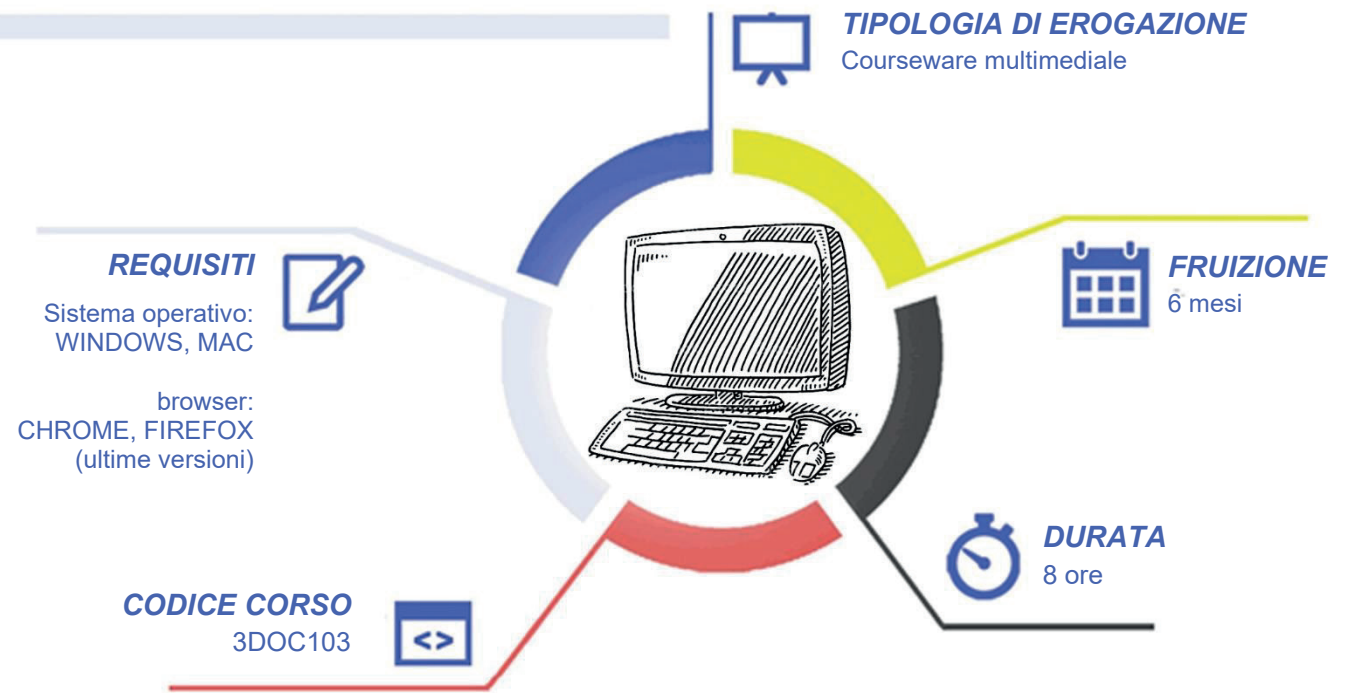 TIPOLOGIA DI EROGAZIONE
Courseware multimediale
REQUISITI
Sistema operativo:
WINDOWS, MAC
browser:
CHROME, FIREFOX
(ultime versioni)
FRUIZIONE
6 mesi
DURATA
8 ore
CODICE CORSO
3DOC103